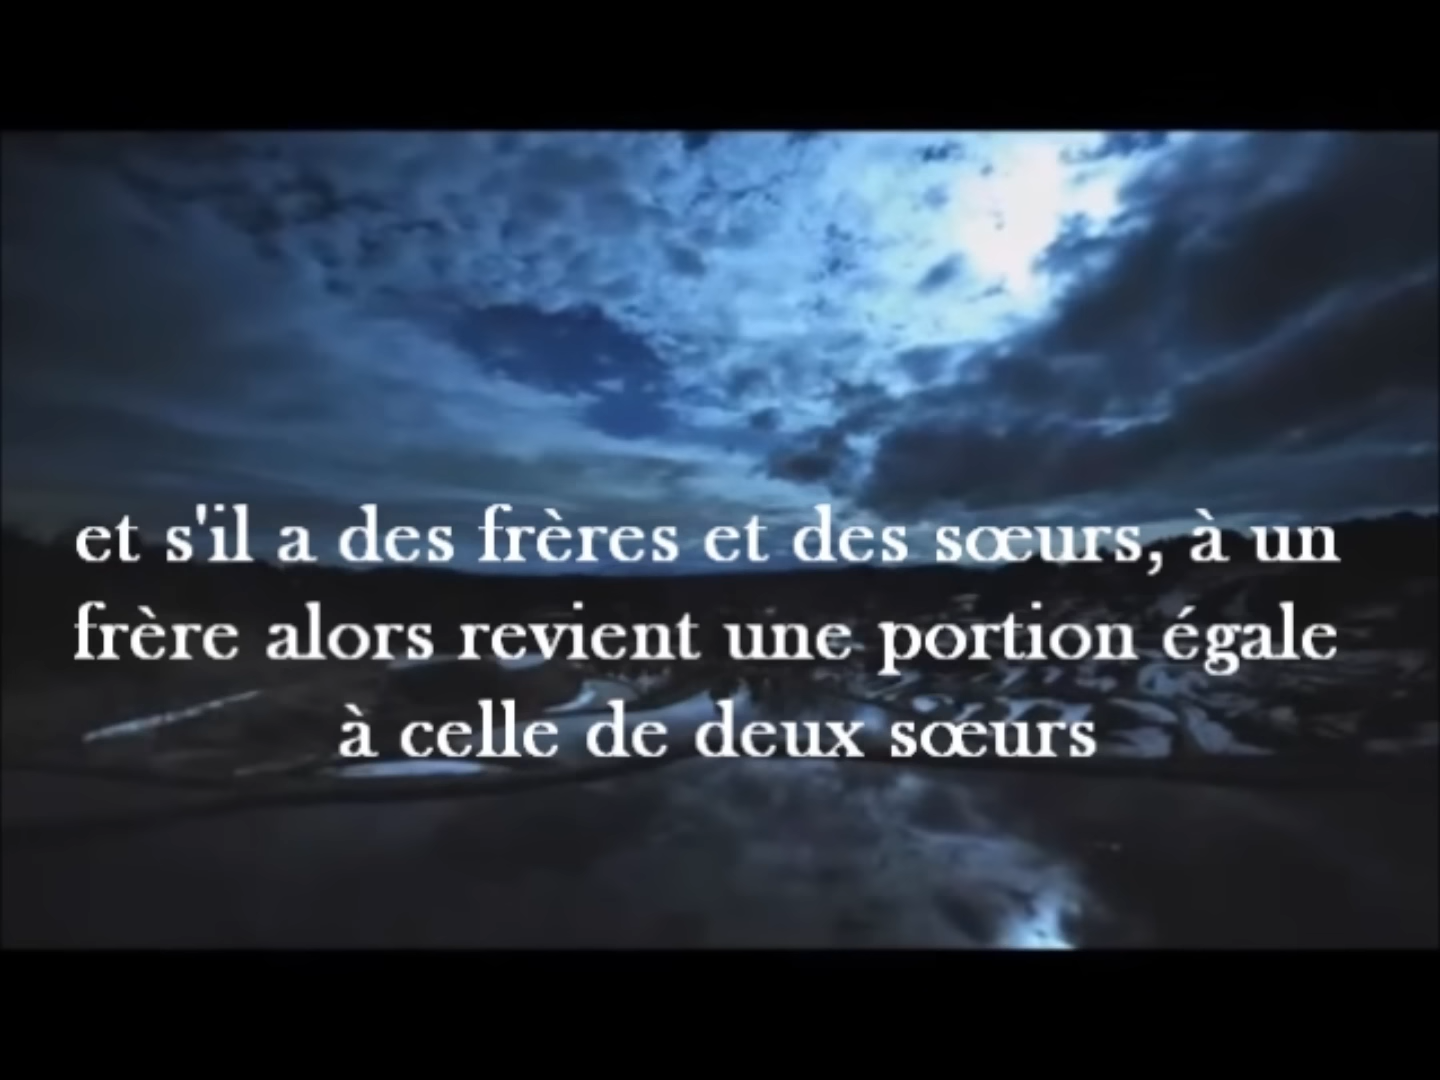 et s'il a des frères et des sœurs, à un
frère alors revient une portion égale
à celle de deux sœurs